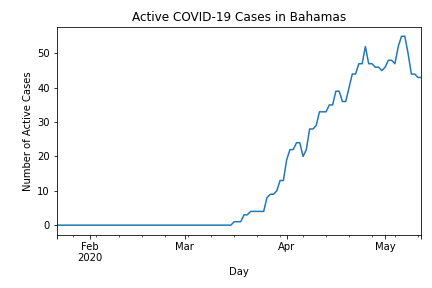 Active COVID-19 Cases in Bahamas
Number of Active Cases
50
40
30
20
10
0
Feb
2020
Mar
Apr
May
Day